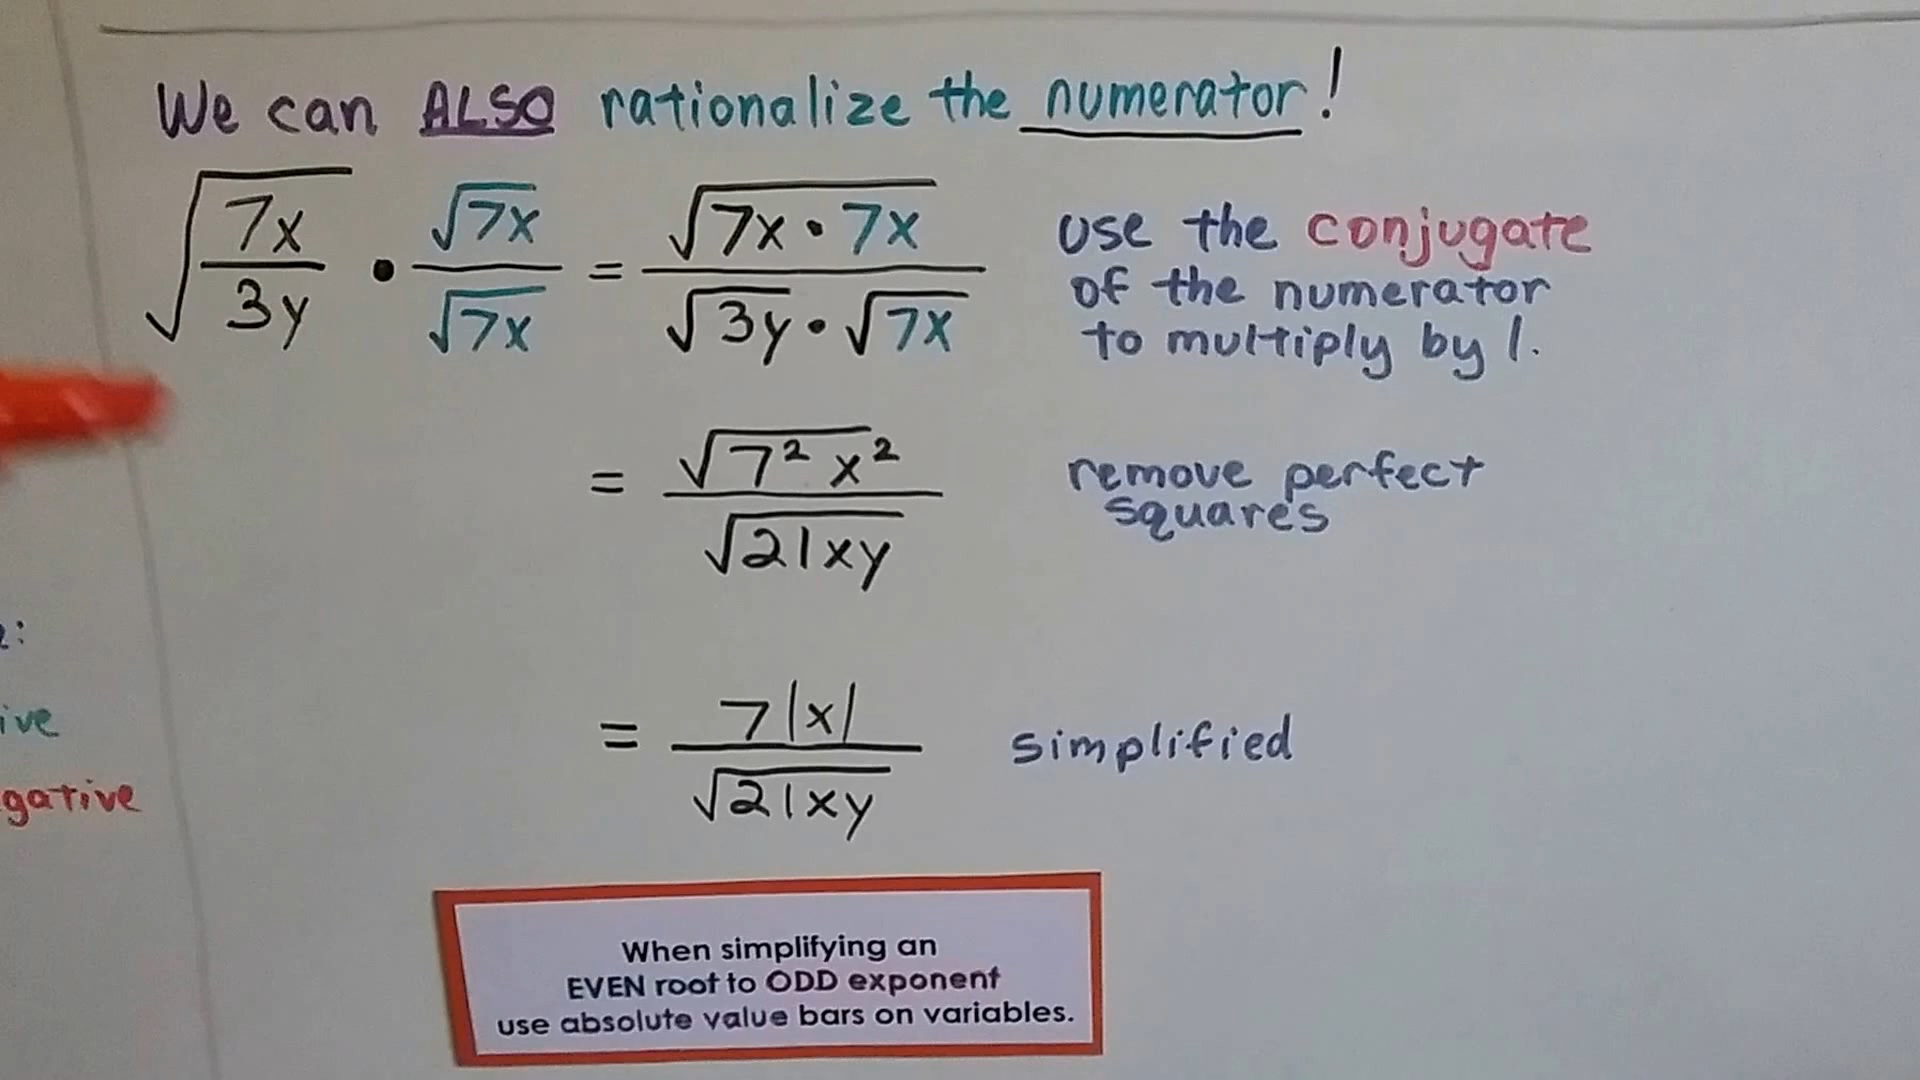 We can ALSO rationalize the numerator!
√(7x/3y) • √7x/√7x = √(7x • 7x)/(√3y • √7x)
use the conjugate
of the numerator
to multiply by 1.
= √(7² x²)/√(21xy)
remove perfect
squares
= 7|x|/√(21xy)
simplified
:
ive
gative
When simplifying an
EVEN root to ODD exponent
use absolute value bars on variables.